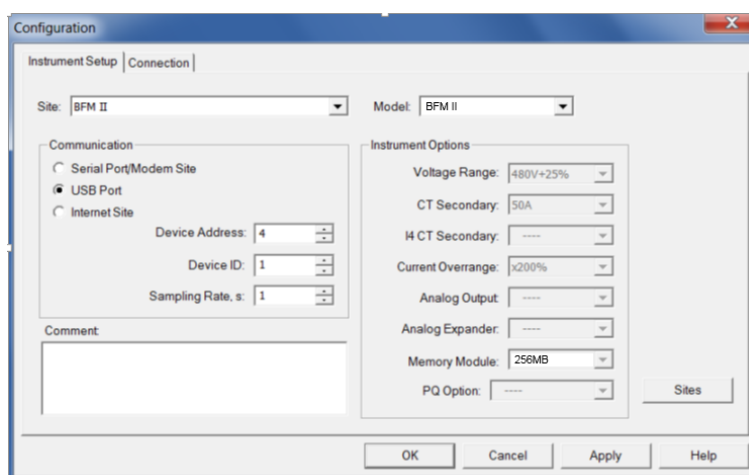 Configuration
Instrument Setup
Connection
Site: BFM II
Model: BFM II
Communication
Serial Port/Modem Site
USB Port
Internet Site
Device Address: 4
Device ID: 1
Sampling Rate, s: 1
Comment:
Instrument Options
Voltage Range: 480V+25%
CT Secondary: 50A
I4 CT Secondary: ----
Current Overrange: x200%
Analog Output: ----
Analog Expander: ----
Memory Module: 256MB
PQ Option: ----
Sites
OK
Cancel
Apply
Help